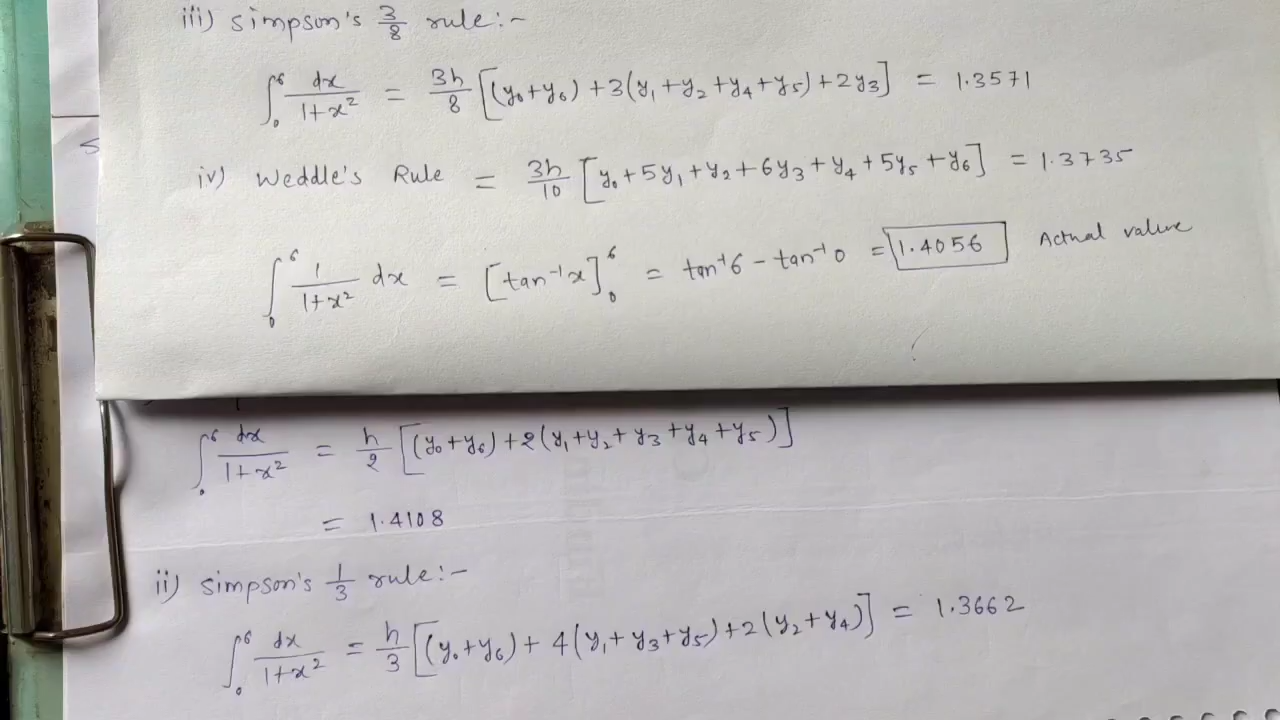 iii) Simpson's 3/8 rule:-
∫₀⁶ dx/(1+x²) = 3h/8 [(y₀+y₆) +3(y₁+y₂+y₄+y₅)+2y₃] = 1.3571
iv) Weddle's Rule = 3h/10 [y₀+5y₁+y₂+6y₃+y₄+5y₅+y₆] = 1.3735
∫₀⁶ 1/(1+x²) dx = [tan⁻¹x]₀⁶ = tan⁻¹6 - tan⁻¹0 = 1.4056 Actual value
∫₀⁶ dx/(1+x²) = h/2 [(y₀+y₆)+2(y₁+y₂+y₃+y₄+y₅)]
= 1.4108
ii) Simpson's 1/3 rule:-
∫₀⁶ dx/(1+x²) = h/3 [(y₀+y₆)+ 4(y₁+y₃+y₅)+2(y₂+y₄)] = 1.3662